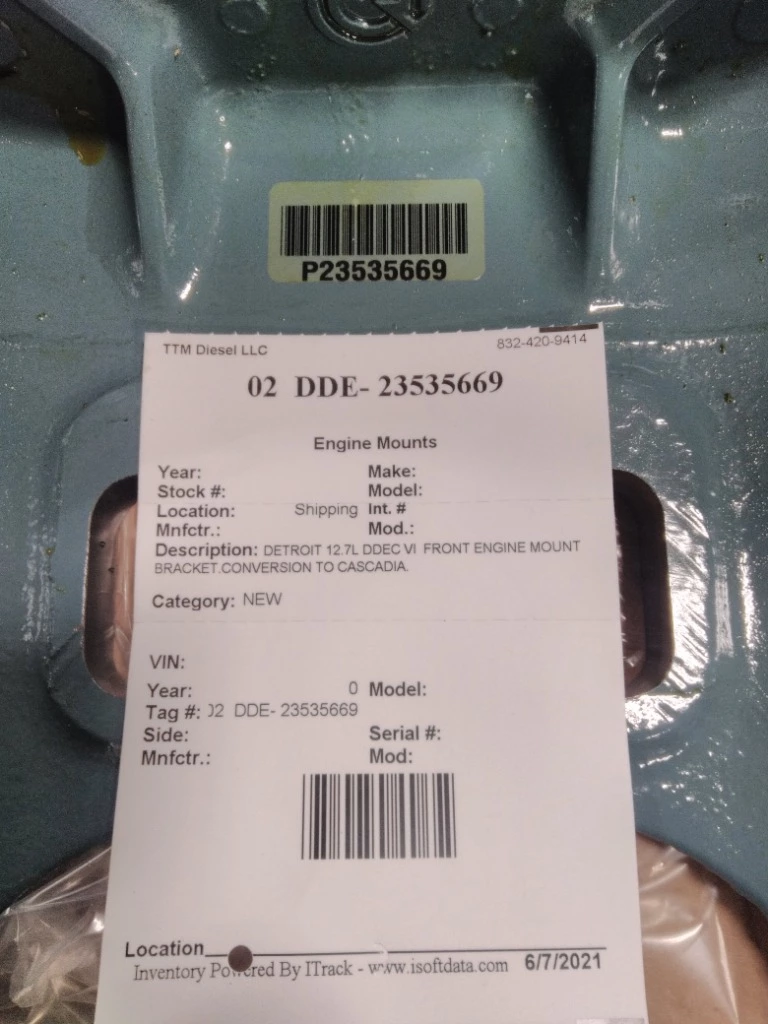 P23535669
TTM Diesel LLC 832-420-9414
02 DDE- 23535669
Engine Mounts
Year: Make:
Stock #: Model:
Location: Shipping Int. #
Mnfctr.: Mod.:
Description: DETROIT 12.7L DDEC VI FRONT ENGINE MOUNT
BRACKET.CONVERSION TO CASCADIA.
Category: NEW
VIN:
Year: 0 Model:
Tag #: 02 DDE- 23535669
Side: Serial #:
Mnfctr.: Mod:
Location
Inventory Powered By ITrack - www.isoftdata.com 6/7/2021